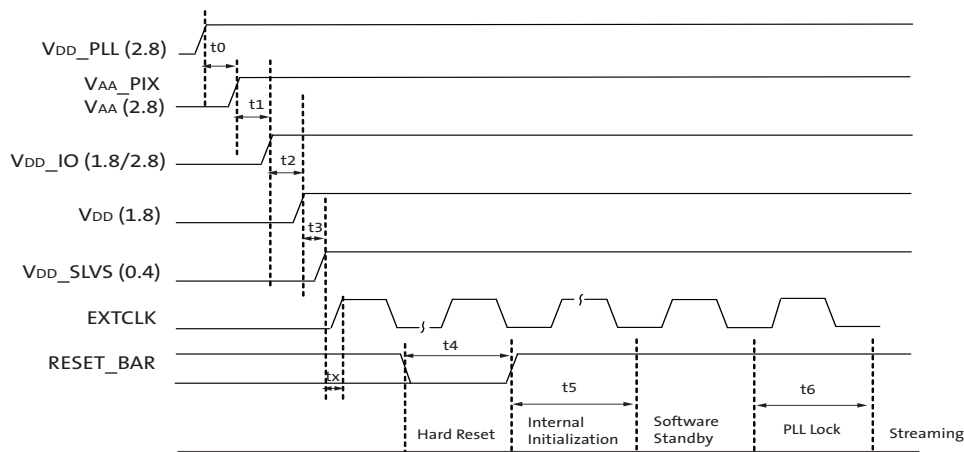 VDD_PLL (2.8)
t0
VAA_PIX
VAA (2.8)
t1
VDD_IO (1.8/2.8)
t2
VDD (1.8)
t3
VDD_SLVS (0.4)
EXTCLK
RESET_BAR
t4
tx
t5
t6
Hard Reset
Internal
Initialization
Software
Standby
PLL Lock
Streaming